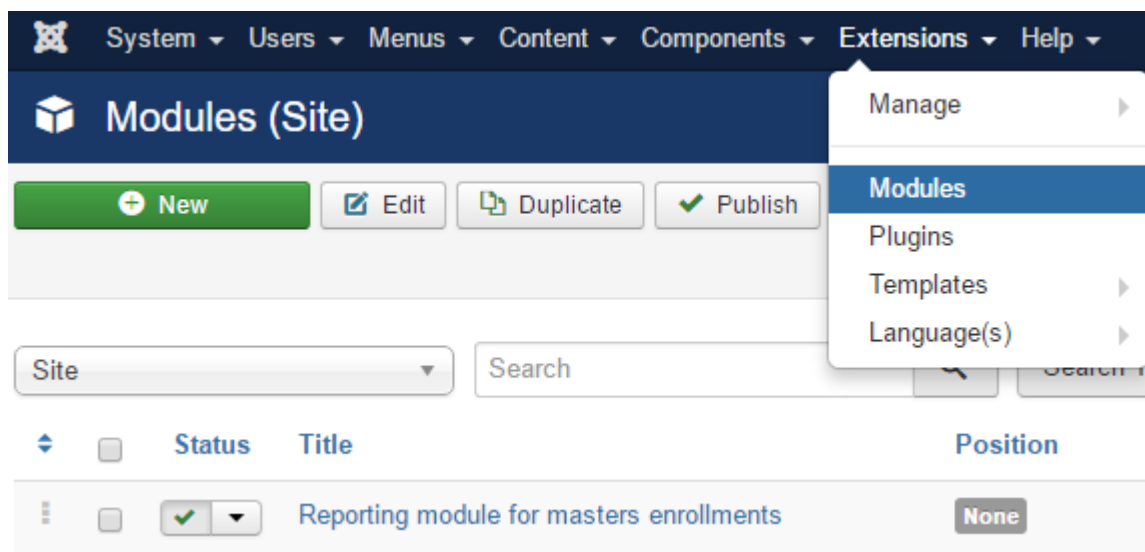 System Users Menus Content Components Extensions Help
Modules (Site)
Manage
New Edit Duplicate Publish
Modules
Plugins
Templates
Language(s)
Site Search
Status Title Position
Reporting module for masters enrollments None